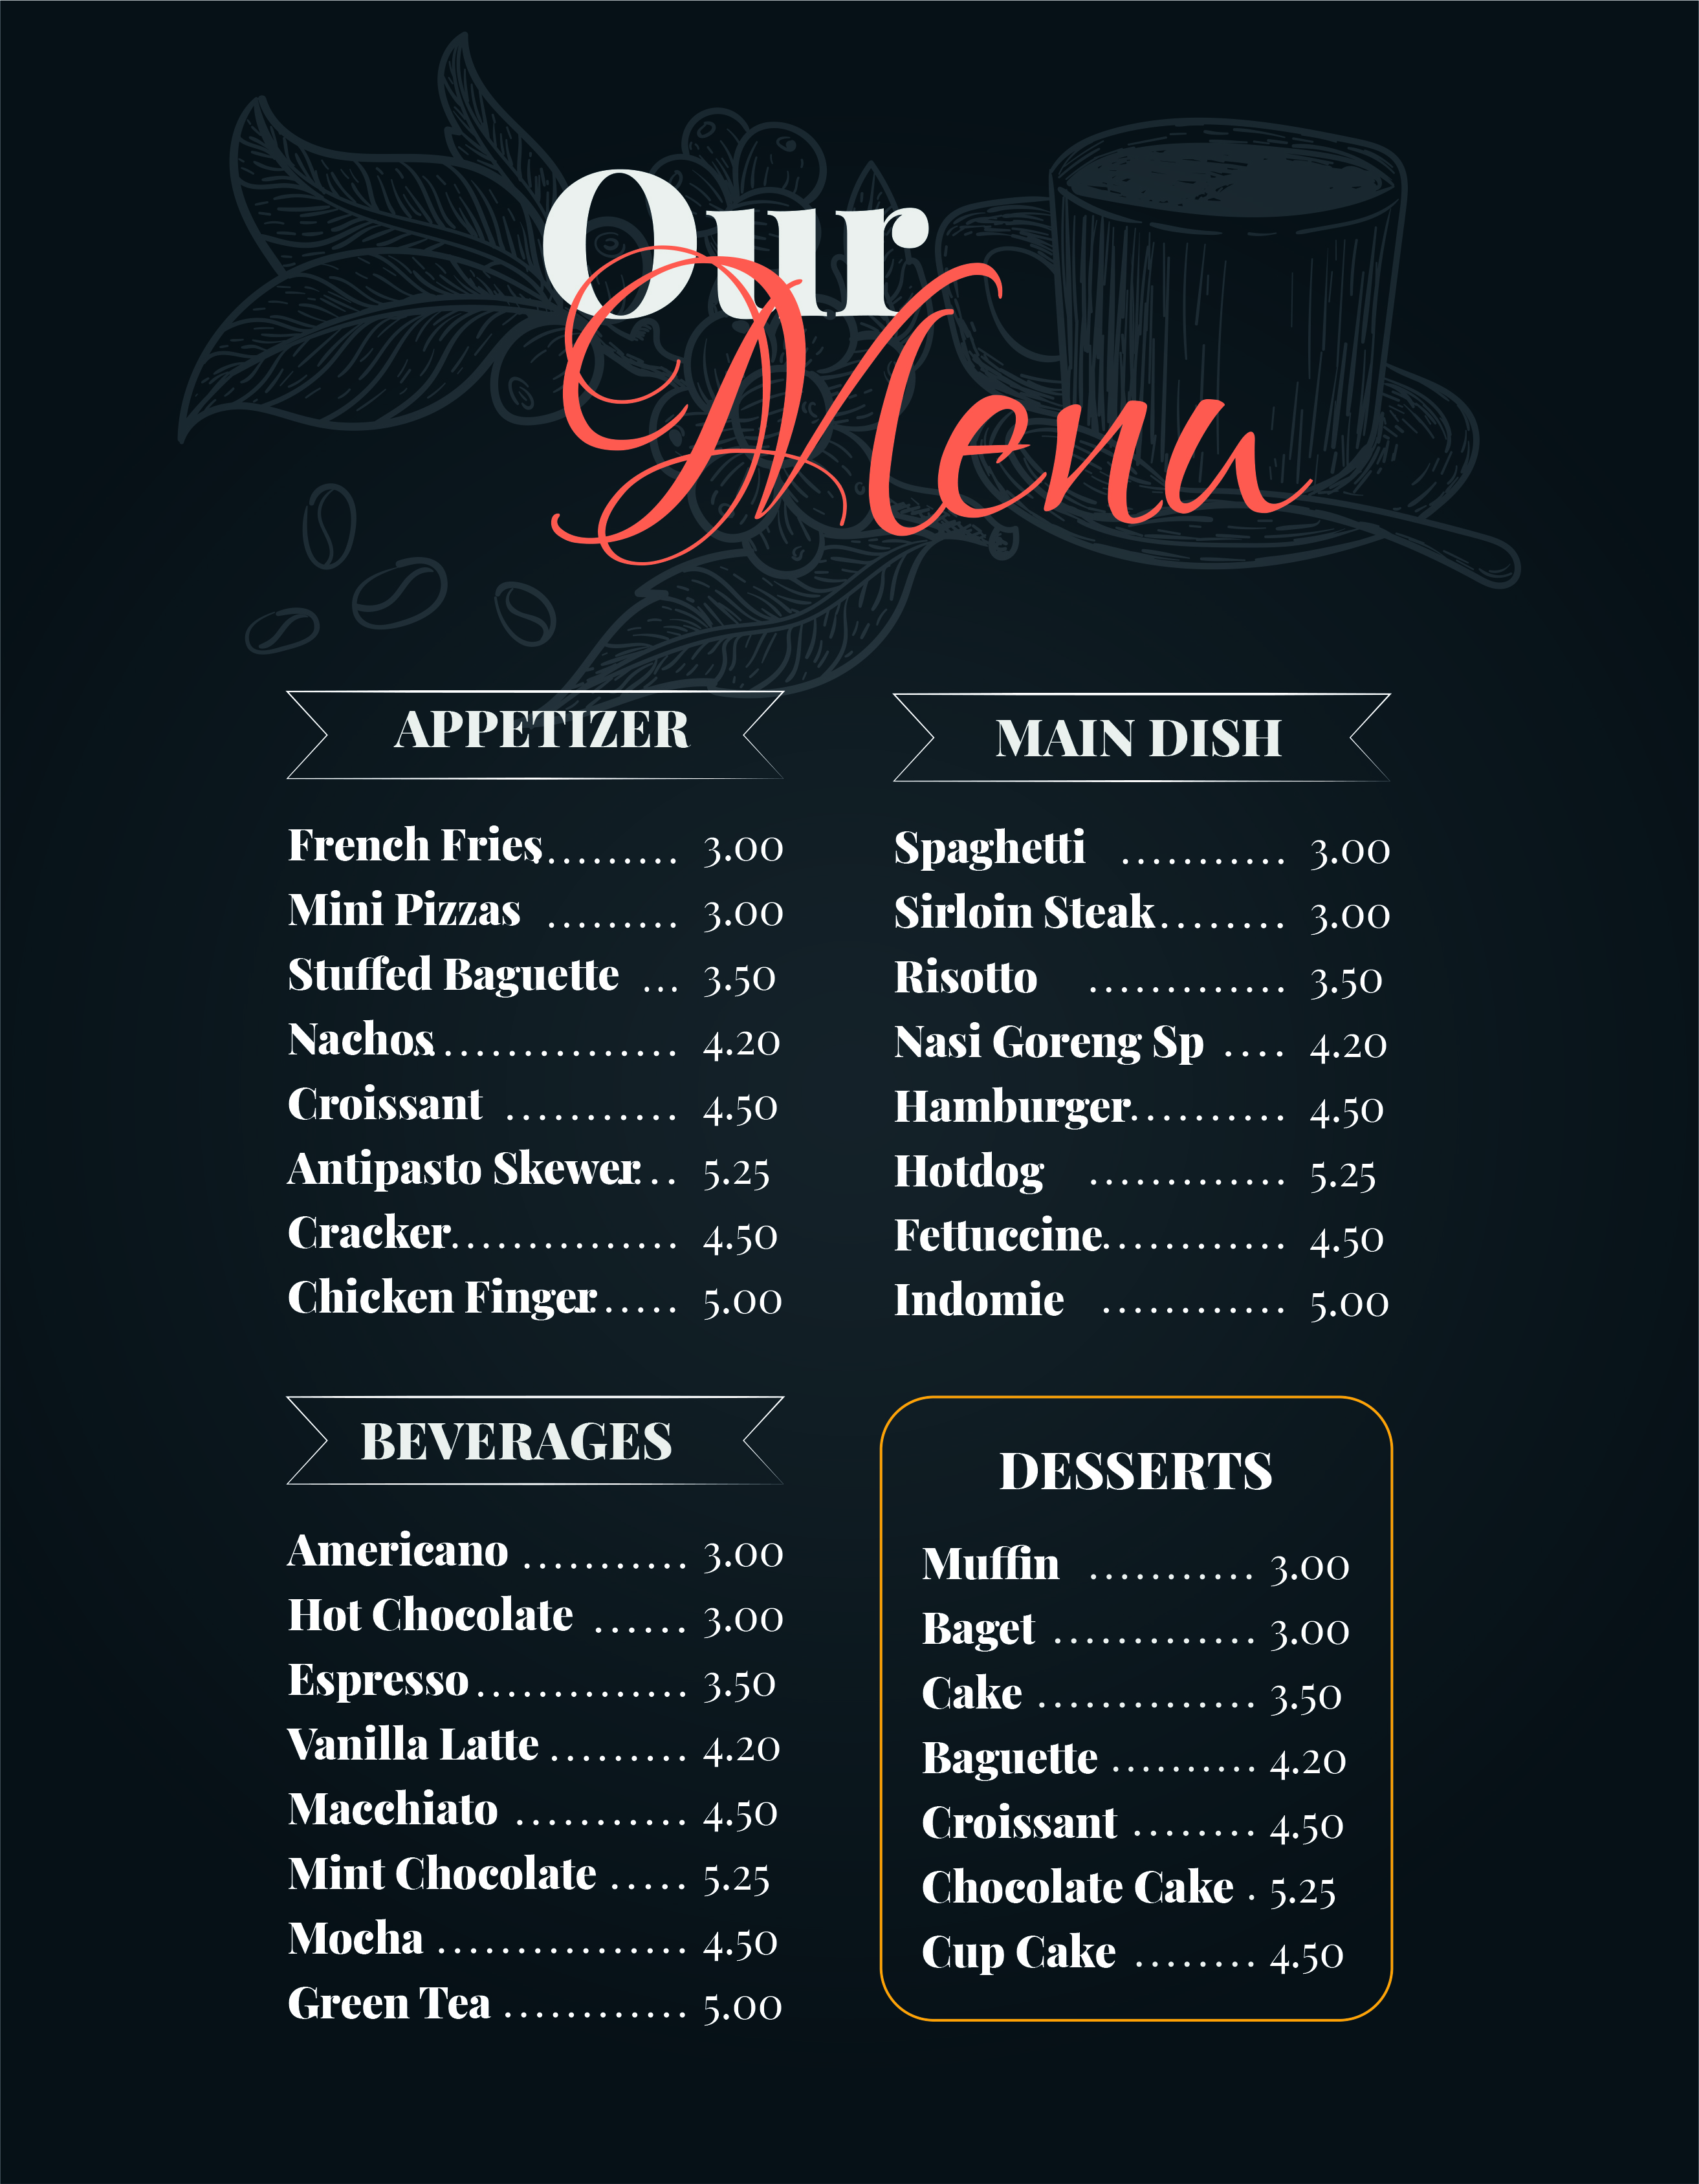 Our
Menu
APPETIZER
French Fries......... 3.00
Mini Pizzas ......... 3.00
Stuffed Baguette ... 3.50
Nachos................ 4.20
Croissant ........... 4.50
Antipasto Skewer... 5.25
Cracker............... 4.50
Chicken Finger...... 5.00
MAIN DISH
Spaghetti ........... 3.00
Sirloin Steak........ 3.00
Risotto ............. 3.50
Nasi Goreng Sp .... 4.20
Hamburger.......... 4.50
Hotdog ............. 5.25
Fettuccine............ 4.50
Indomie ............ 5.00
BEVERAGES
Americano ........... 3.00
Hot Chocolate ...... 3.00
Espresso.............. 3.50
Vanilla Latte ......... 4.20
Macchiato ........... 4.50
Mint Chocolate ..... 5.25
Mocha ................ 4.50
Green Tea ............ 5.00
DESSERTS
Muffin ........... 3.00
Baget ............. 3.00
Cake .............. 3.50
Baguette .......... 4.20
Croissant ........ 4.50
Chocolate Cake . 5.25
Cup Cake ........ 4.50